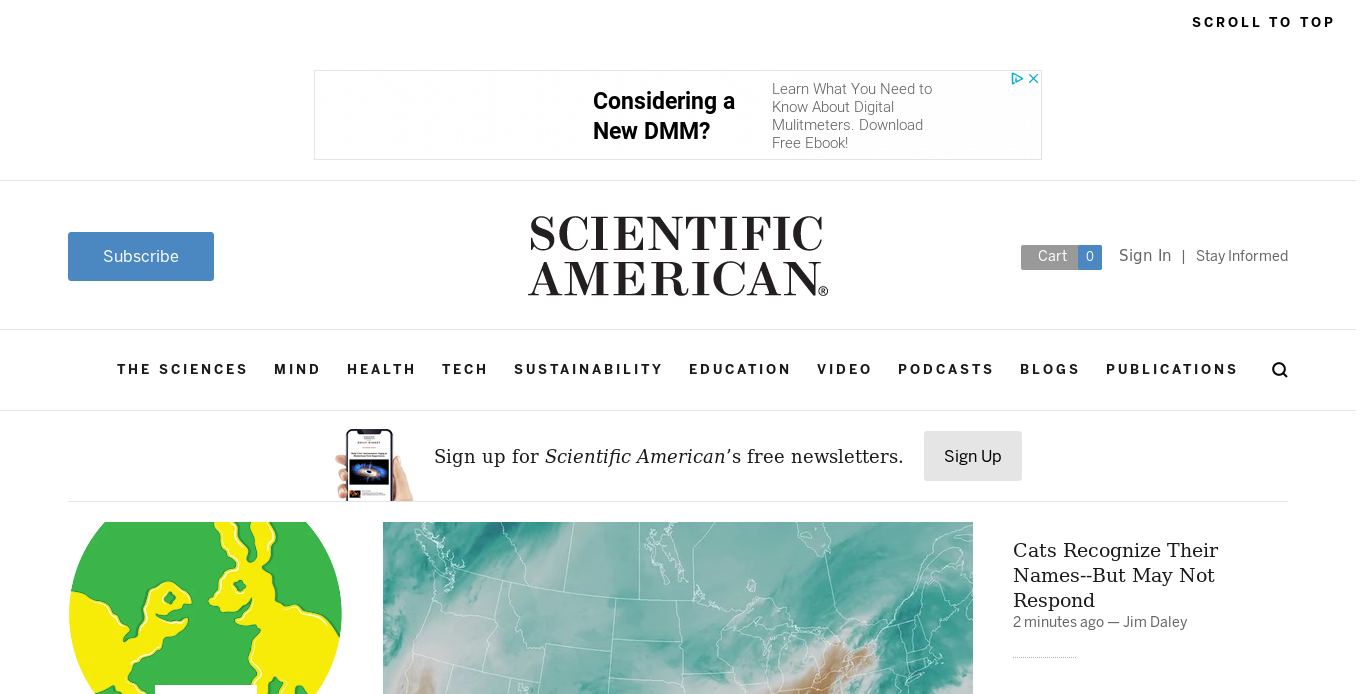 SCROLL TO TOP
Considering a
New DMM?
Learn What You Need to
Know About Digital
Mulitmeters. Download
Free Ebook!
Subscribe
SCIENTIFIC
AMERICAN®
Cart 0 Sign In | Stay Informed
THE SCIENCES MIND HEALTH TECH SUSTAINABILITY EDUCATION VIDEO PODCASTS BLOGS PUBLICATIONS
Sign up for Scientific American's free newsletters.
Sign Up
Cats Recognize Their
Names--But May Not
Respond
2 minutes ago — Jim Daley